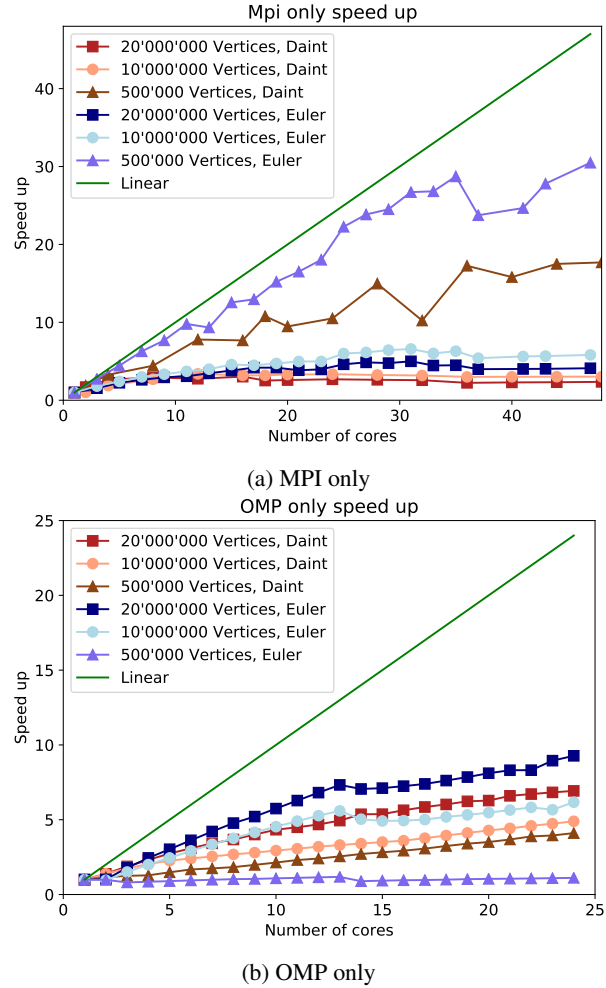 Mpi only speed up
20'000'000 Vertices, Daint
10'000'000 Vertices, Daint
500'000 Vertices, Daint
20'000'000 Vertices, Euler
10'000'000 Vertices, Euler
500'000 Vertices, Euler
Linear
Speed up
40
30
20
10
0
0 10 20 30 40
Number of cores
(a) MPI only
OMP only speed up
20'000'000 Vertices, Daint
10'000'000 Vertices, Daint
500'000 Vertices, Daint
20'000'000 Vertices, Euler
10'000'000 Vertices, Euler
500'000 Vertices, Euler
Linear
Speed up
25
20
15
10
5
0
0 5 10 15 20 25
Number of cores
(b) OMP only